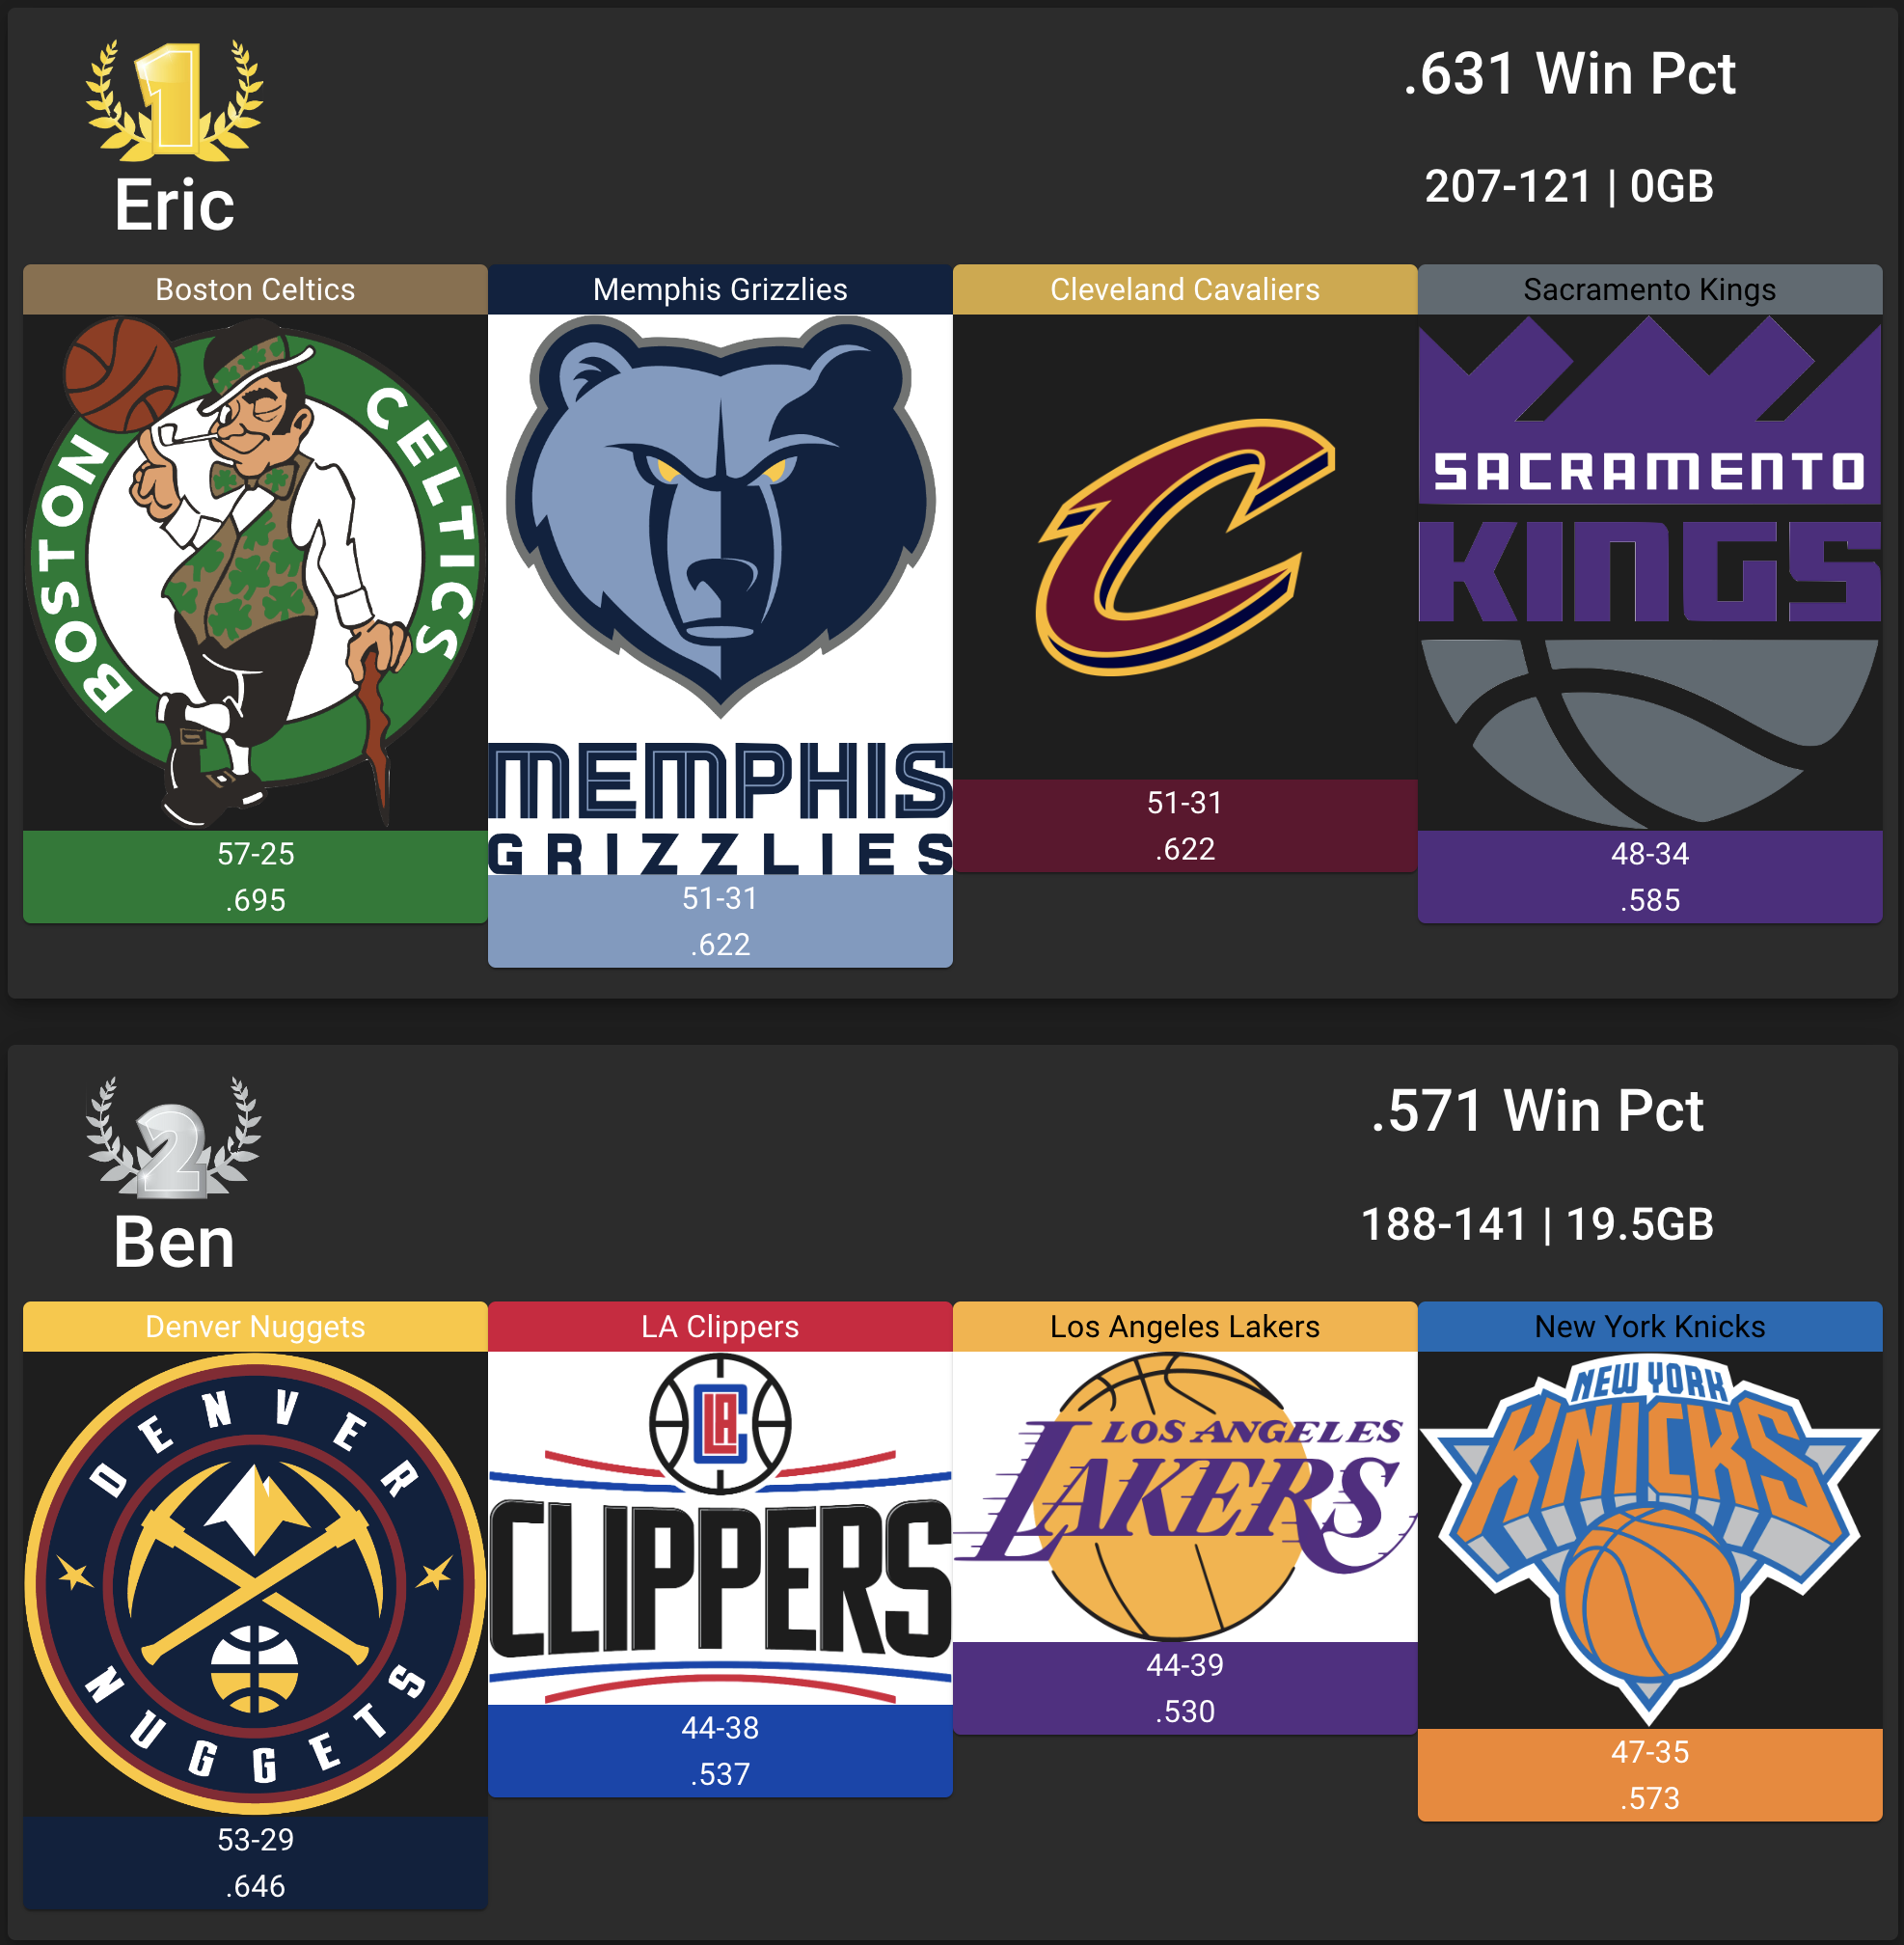 1
.631 Win Pct
207-121 | 0GB
Eric
Boston Celtics
BOSTON CELTICS
57-25
.695
Memphis Grizzlies
MEMPHIS
GRIZZLIES
51-31
.622
Cleveland Cavaliers
C
51-31
.622
Sacramento Kings
SACRAMENTO
KINGS
48-34
.585
2
.571 Win Pct
188-141 | 19.5GB
Ben
Denver Nuggets
DENVER
NUGGETS
53-29
.646
LA Clippers
LA C
CLIPPERS
44-38
.537
Los Angeles Lakers
LOS ANGELES
LAKERS
44-39
.530
New York Knicks
NEW YORK
KNICKS
47-35
.573